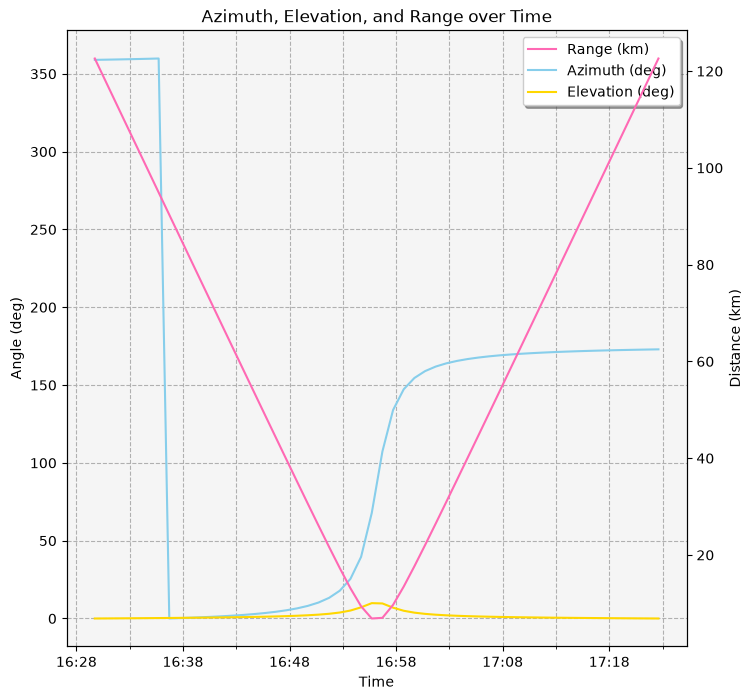 Azimuth, Elevation, and Range over Time
Range (km)
Azimuth (deg)
Elevation (deg)
Angle (deg)
350
300
250
200
150
100
50
0
120
100
80
60
40
20
Distance (km)
16:28 16:38 16:48 16:58 17:08 17:18
Time